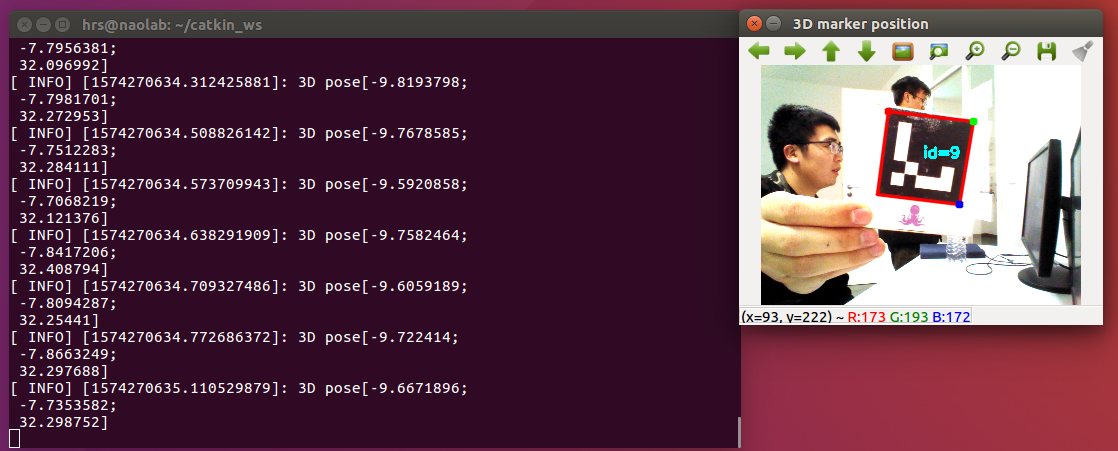 hrs@naolab: ~/catkin_ws
-7.7956381;
32.096992]
[ INFO] [1574270634.312425881]: 3D pose[-9.8193798;
-7.7981701;
32.272953]
[ INFO] [1574270634.508826142]: 3D pose[-9.7678585;
-7.7512283;
32.284111]
[ INFO] [1574270634.573709943]: 3D pose[-9.5920858;
-7.7068219;
32.121376]
[ INFO] [1574270634.638291909]: 3D pose[-9.7582464;
-7.8417206;
32.408794]
[ INFO] [1574270634.709327486]: 3D pose[-9.6059189;
-7.8094287;
32.25441]
[ INFO] [1574270634.772686372]: 3D pose[-9.722414;
-7.8663249;
32.297688]
[ INFO] [1574270635.110529879]: 3D pose[-9.6671896;
-7.7353582;
32.298752]
3D marker position
id=9
(x=93, y=222) ~ R:173 G:193 B:172